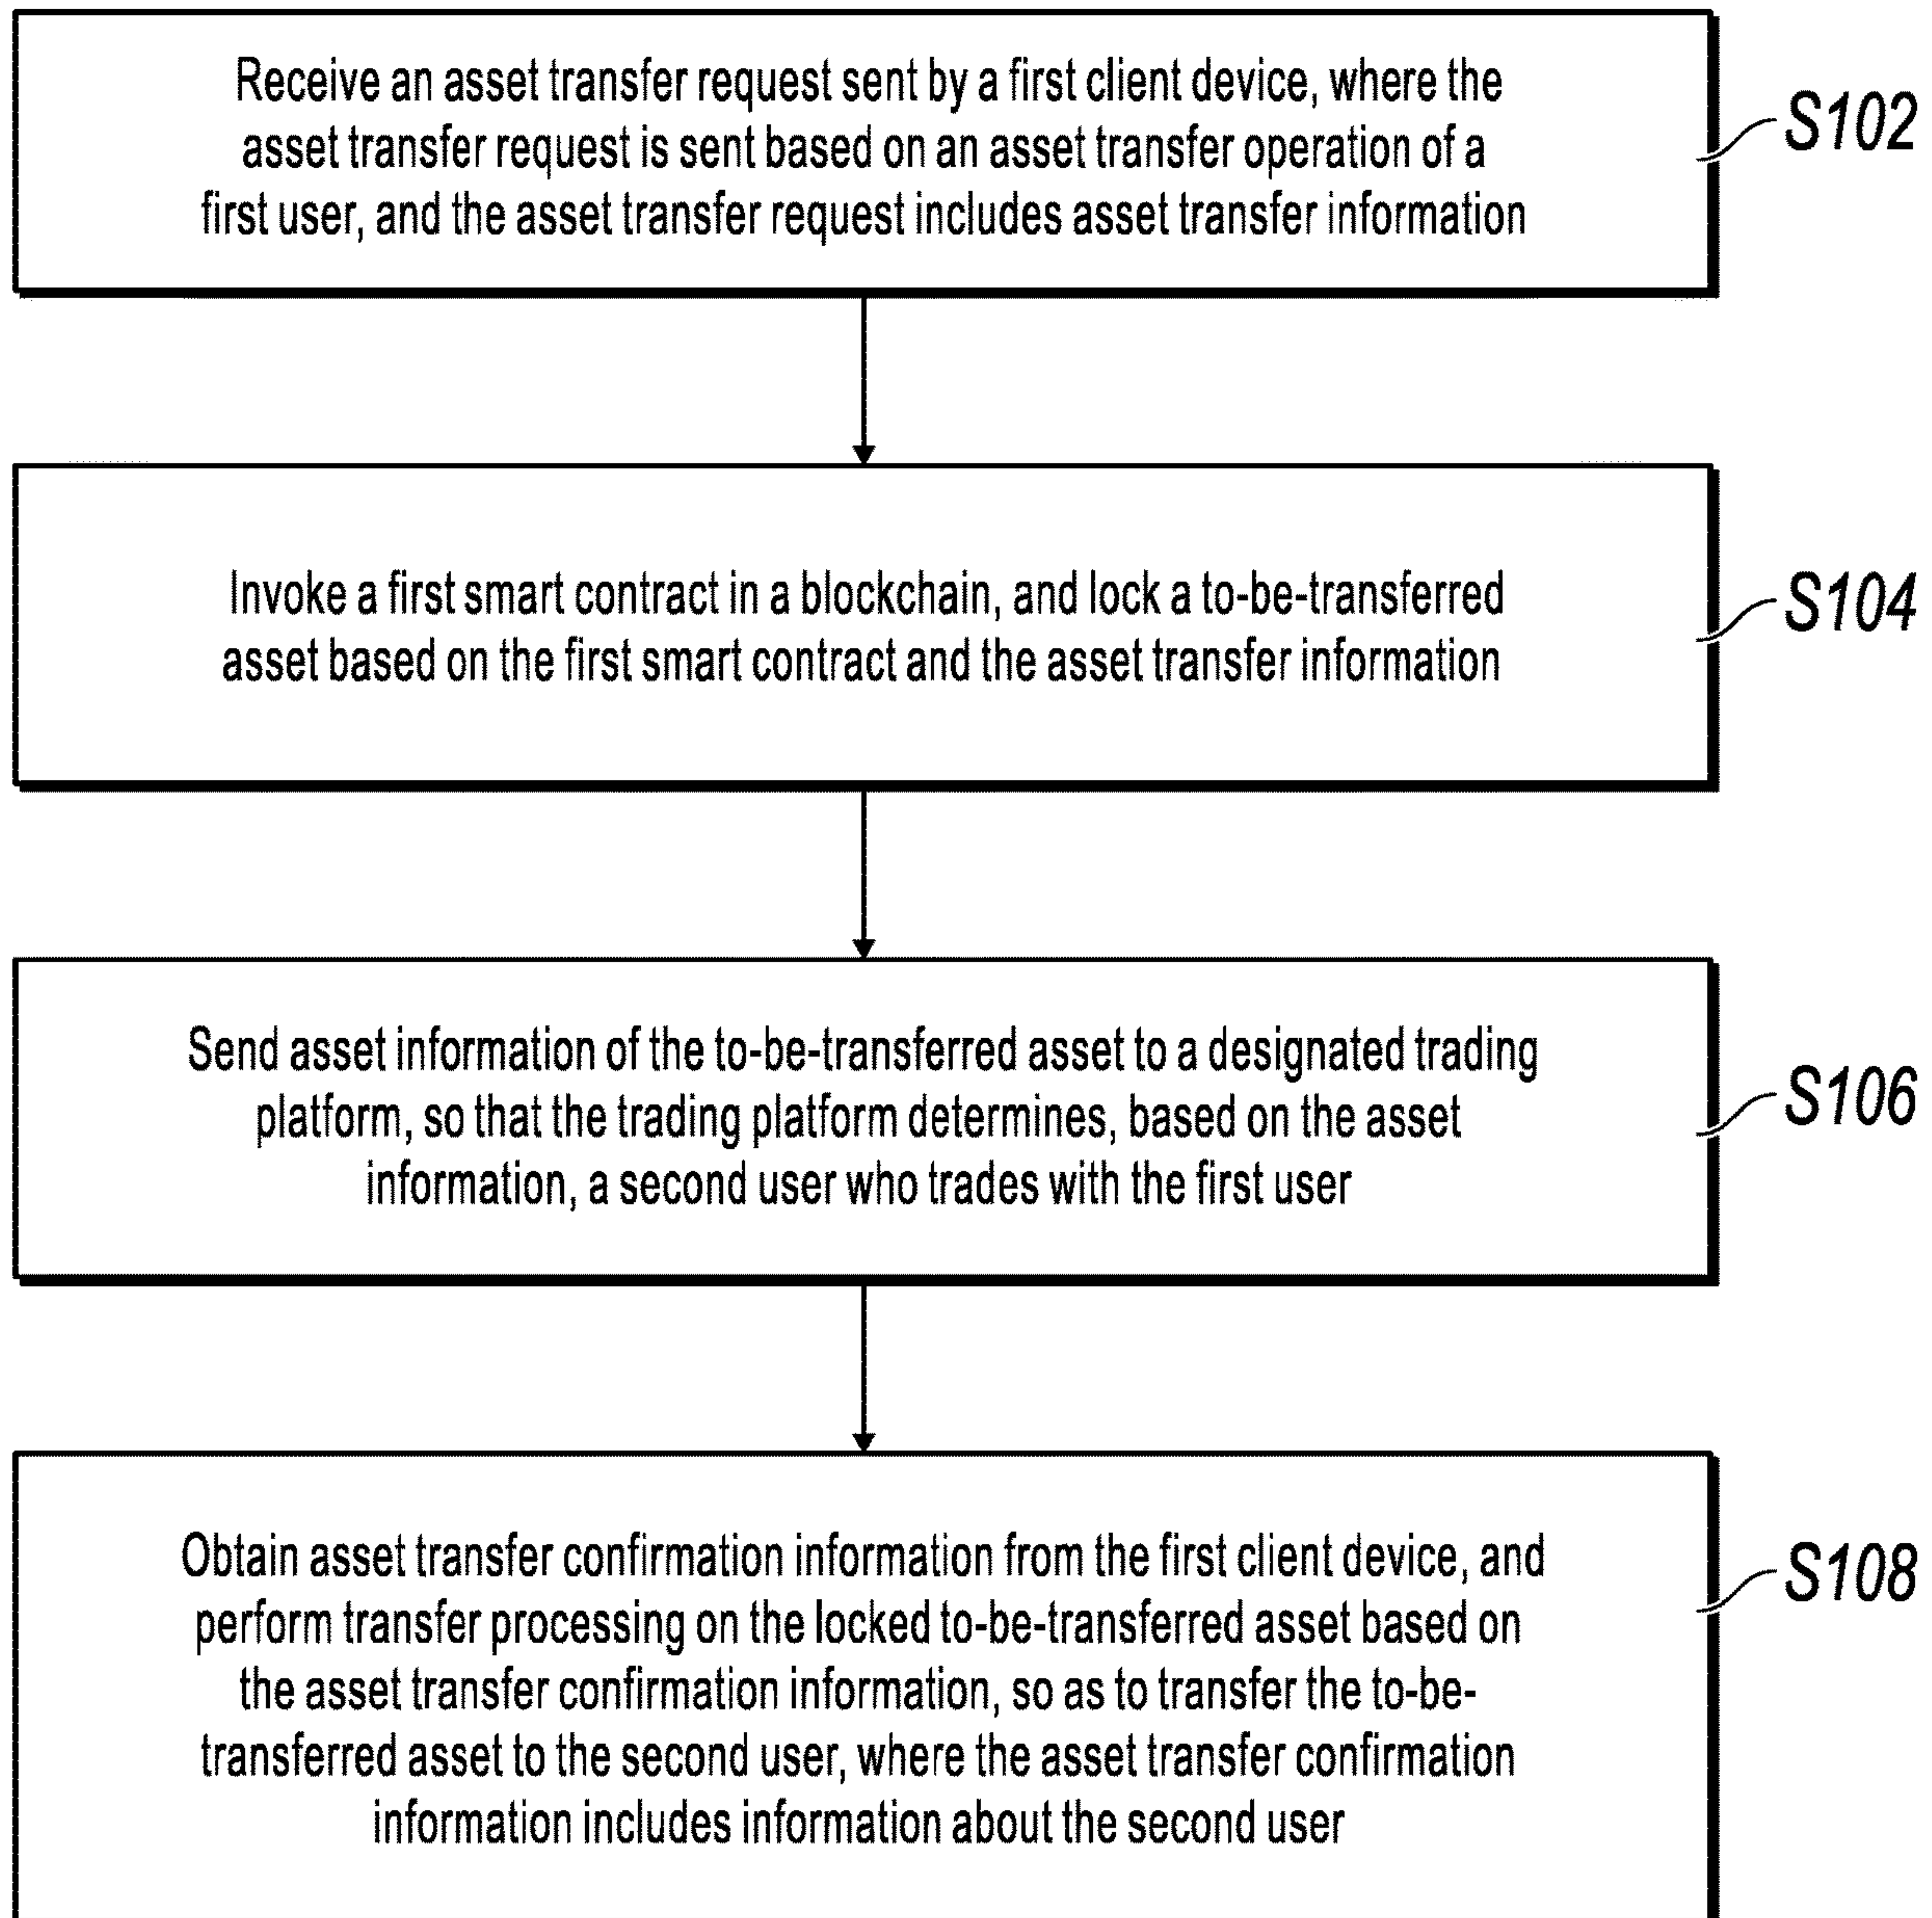 Receive an asset transfer request sent by a first client device, where the
asset transfer request is sent based on an asset transfer operation of a
first user, and the asset transfer request includes asset transfer information
S102
Invoke a first smart contract in a blockchain, and lock a to-be-transferred
asset based on the first smart contract and the asset transfer information
S104
Send asset information of the to-be-transferred asset to a designated trading
platform, so that the trading platform determines, based on the asset
information, a second user who trades with the first user
S106
Obtain asset transfer confirmation information from the first client device, and
perform transfer processing on the locked to-be-transferred asset based on
the asset transfer confirmation information, so as to transfer the to-be-
transferred asset to the second user, where the asset transfer confirmation
information includes information about the second user
S108